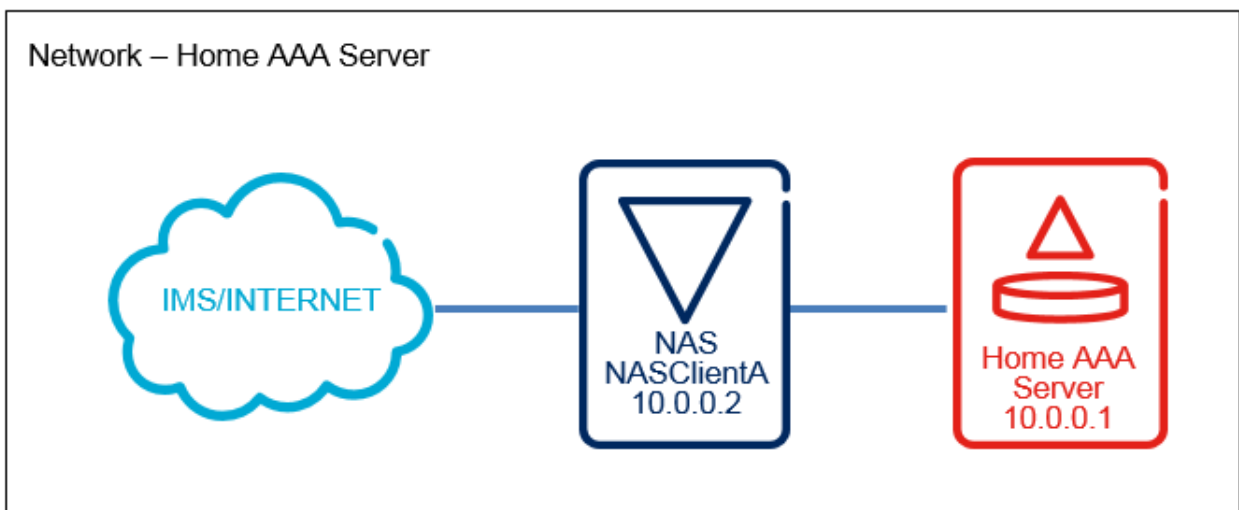 Network – Home AAA Server
IMS/INTERNET
NAS
NASClientA
10.0.0.2
Home AAA
Server
10.0.0.1